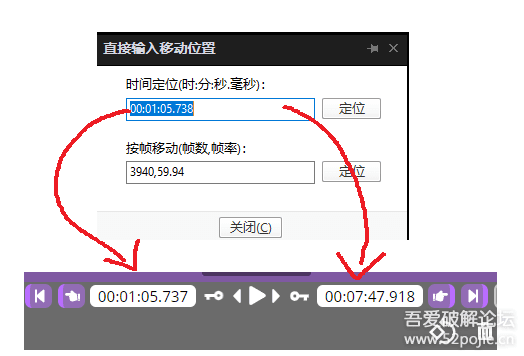 直接输入移动位置
时间定位(时:分:秒.毫秒):
00:01:05.738
定位
按帧移动(帧数,帧率):
3940,59.94
定位
关闭(C)
00:01:05.737
00:07:47.918
吾爱破解论坛
www.52pojie.cn